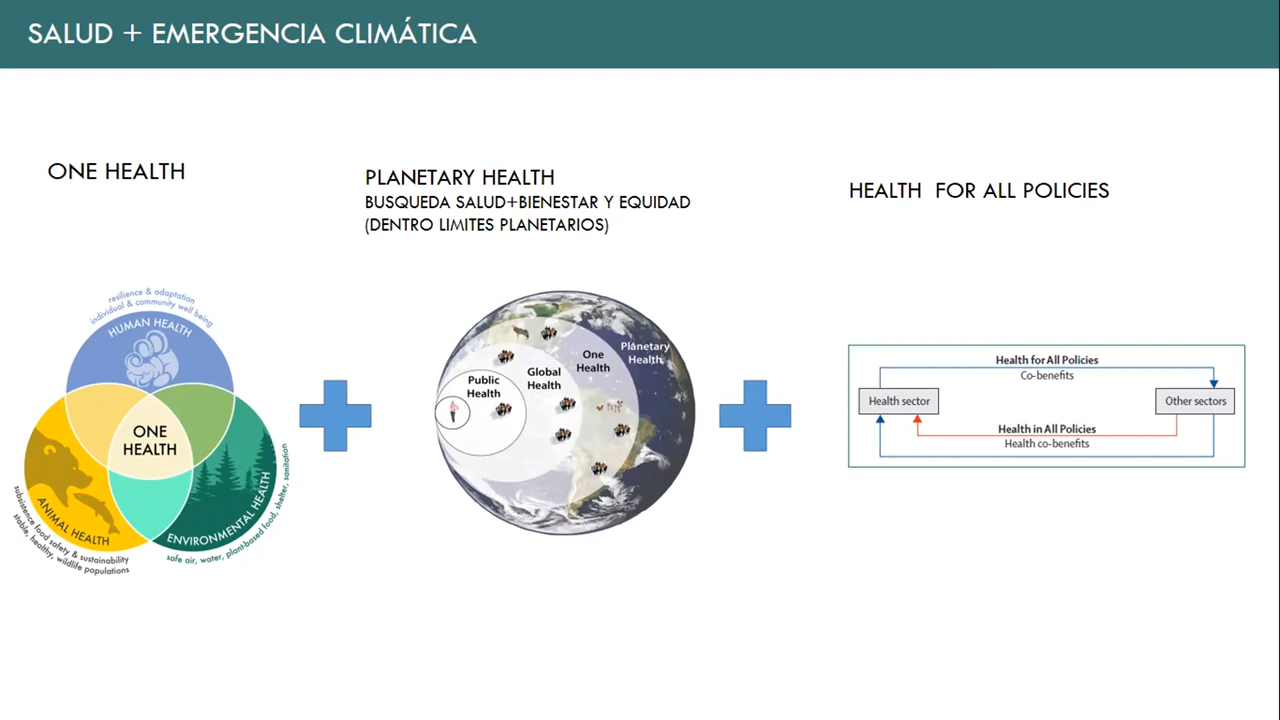 SALUD + EMERGENCIA CLIMÁTICA
ONE HEALTH
PLANETARY HEALTH
BUSQUEDA SALUD+BIENESTAR Y EQUIDAD
(DENTRO LIMITES PLANETARIOS)
HEALTH FOR ALL POLICIES
resilience & adaptation
individual & community well being
HUMAN HEALTH
ONE
HEALTH
ANIMAL HEALTH
subsistence food safety & sustainability
stable, healthy, wildlife populations
ENVIRONMENTAL HEALTH
safe air, water, plant-based food, shelter, sanitation
Public
Health
Global
Health
One
Health
Planetary
Health
Health for All Policies
Co-benefits
Health sector
Other sectors
Health in All Policies
Health co-benefits